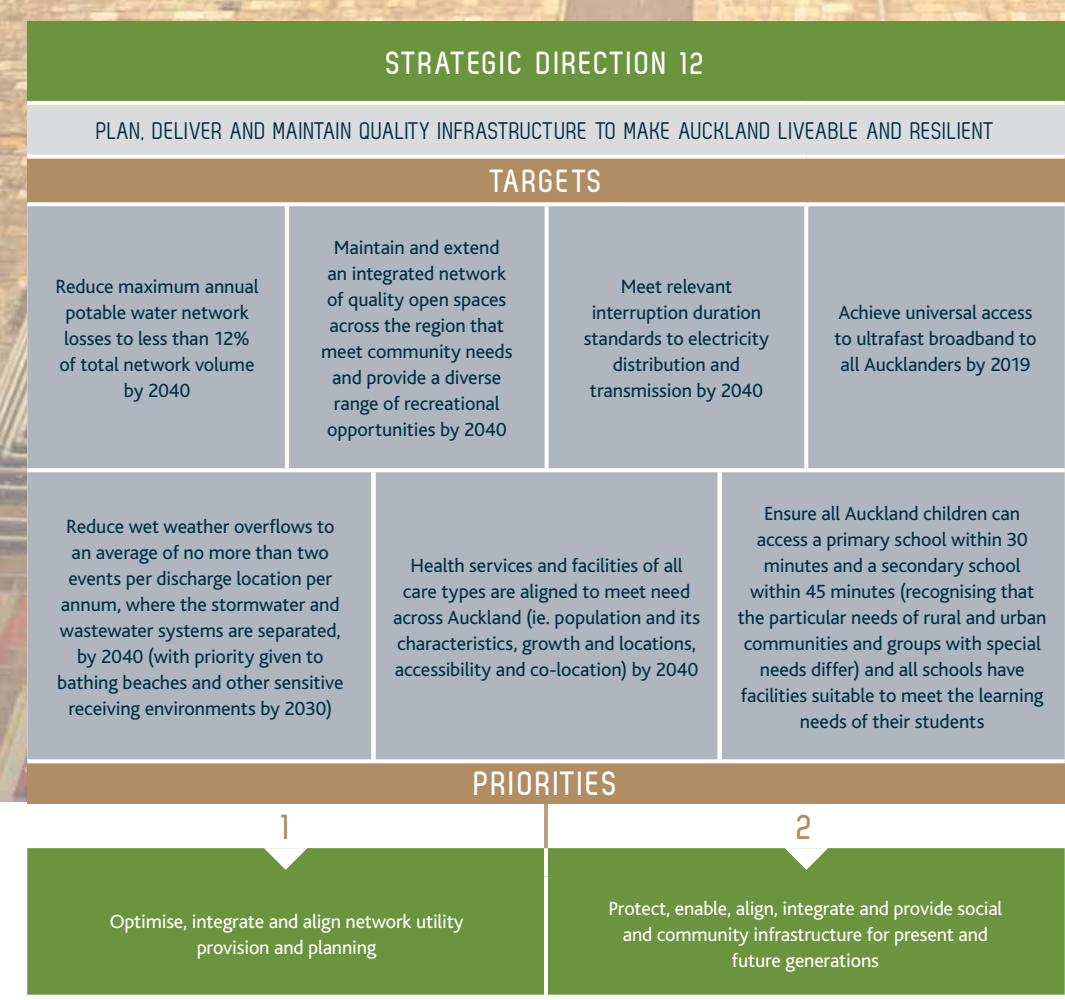 STRATEGIC DIRECTION 12
PLAN, DELIVER AND MAINTAIN QUALITY INFRASTRUCTURE TO MAKE AUCKLAND LIVEABLE AND RESILIENT
TARGETS
Reduce maximum annual
potable water network
losses to less than 12%
of total network volume
by 2040
Maintain and extend
an integrated network
of quality open spaces
across the region that
meet community needs
and provide a diverse
range of recreational
opportunities by 2040
Meet relevant
interruption duration
standards to electricity
distribution and
transmission by 2040
Achieve universal access
to ultrafast broadband to
all Aucklanders by 2019
Reduce wet weather overflows to
an average of no more than two
events per discharge location per
annum, where the stormwater and
wastewater systems are separated,
by 2040 (with priority given to
bathing beaches and other sensitive
receiving environments by 2030)
Health services and facilities of all
care types are aligned to meet need
across Auckland (ie. population and its
characteristics, growth and locations,
accessibility and co-location) by 2040
Ensure all Auckland children can
access a primary school within 30
minutes and a secondary school
within 45 minutes (recognising that
the particular needs of rural and urban
communities and groups with special
needs differ) and all schools have
facilities suitable to meet the learning
needs of their students
PRIORITIES
1
Optimise, integrate and align network utility
provision and planning
2
Protect, enable, align, integrate and provide social
and community infrastructure for present and
future generations